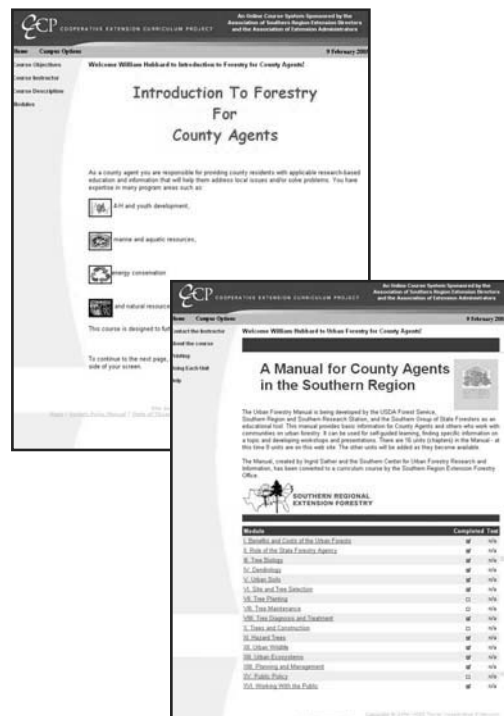 CECP COOPERATIVE EXTENSION CURRICULUM PROJECT
An Online Course System Sponsored by the
Association of Southern Region Extension Directors
and the Association of Extension Administrators
Home Campus Options
9 February 200
Course Objectives
Course Instructor
Course Description
Modules
Welcome William Hubbard to Introduction to Forestry for County Agents!
Introduction To Forestry
For
County Agents
As a county agent you are responsible for providing county residents with applicable research-based
education and information that will help them address local issues and/or solve problems. You have
expertise in many program areas such as:
4-H and youth development,
marine and aquatic resources,
energy conservation
and natural resource
This course is designed to furt
To continue to the next page,
side of your screen.
CECP COOPERATIVE EXTENSION CURRICULUM PROJECT
An Online Course System Sponsored by the
Association of Southern Region Extension Directors
and the Association of Extension Administrators
Home Campus Options
9 February 200
Contact the Instructor
About the course
Printing
Using Each Unit
Help
Welcome William Hubbard to Urban Forestry for County Agents!
A Manual for County Agents
in the Southern Region
The Urban Forestry Manual is being developed by the USDA Forest Service,
Southern Region and Southern Research Station, and the Southern Group of State Foresters as an
educational tool. This manual provides basic information for County Agents and others who work with
communities on urban forestry. It can be used for self-guided learning, finding specific information on
a topic and developing workshops and presentations. There are 16 units (chapters) in the Manual - at
this time 9 units are on this web site. The other units will be added as they become available.
The Manual, created by Ingrid Sather and the Southern Center for Urban Forestry Research and
Information, has been converted to a curriculum course by the Southern Region Extension Forestry
Office.
SOUTHERN REGIONAL
EXTENSION FORESTRY
Module Completed Test
I. Benefits and Costs of the Urban Forests n/a
II. Role of the State Forestry Agency n/a
III. Tree Biology n/a
IV. Dendrology n/a
V. Urban Soils n/a
VI. Site and Tree Selection n/a
VII. Tree Planting n/a
VIII. Tree Maintenance n/a
VIIII. Tree Diagnosis and Treatment n/a
X. Trees and Construction n/a
XI. Hazard Trees n/a
XII. Urban Wildlife n/a
XIII. Urban Ecosystems n/a
XIIII. Planning and Management n/a
XV. Public Policy n/a
XVI. Working With the Public n/a